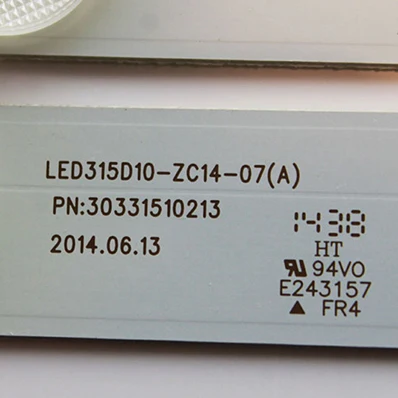 LED315D10-ZC14-07(A)
PN:30331510213
2014.06.13
1438
HT
94V0
E243157
▲ FR4